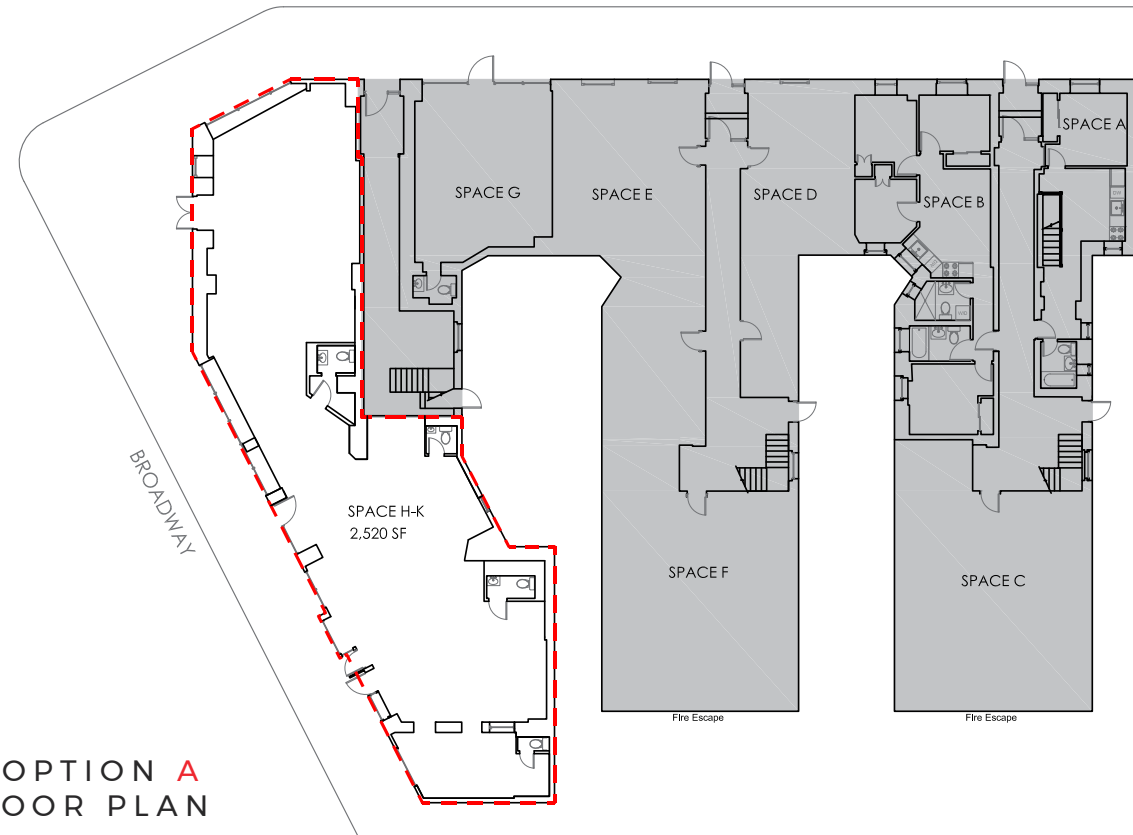 SPACE A
SPACE G
SPACE E
SPACE D
SPACE B
BROADWAY
SPACE H-K
2,520 SF
SPACE F
SPACE C
FIre Escape
FIre Escape
OPTION A
OOR PLAN